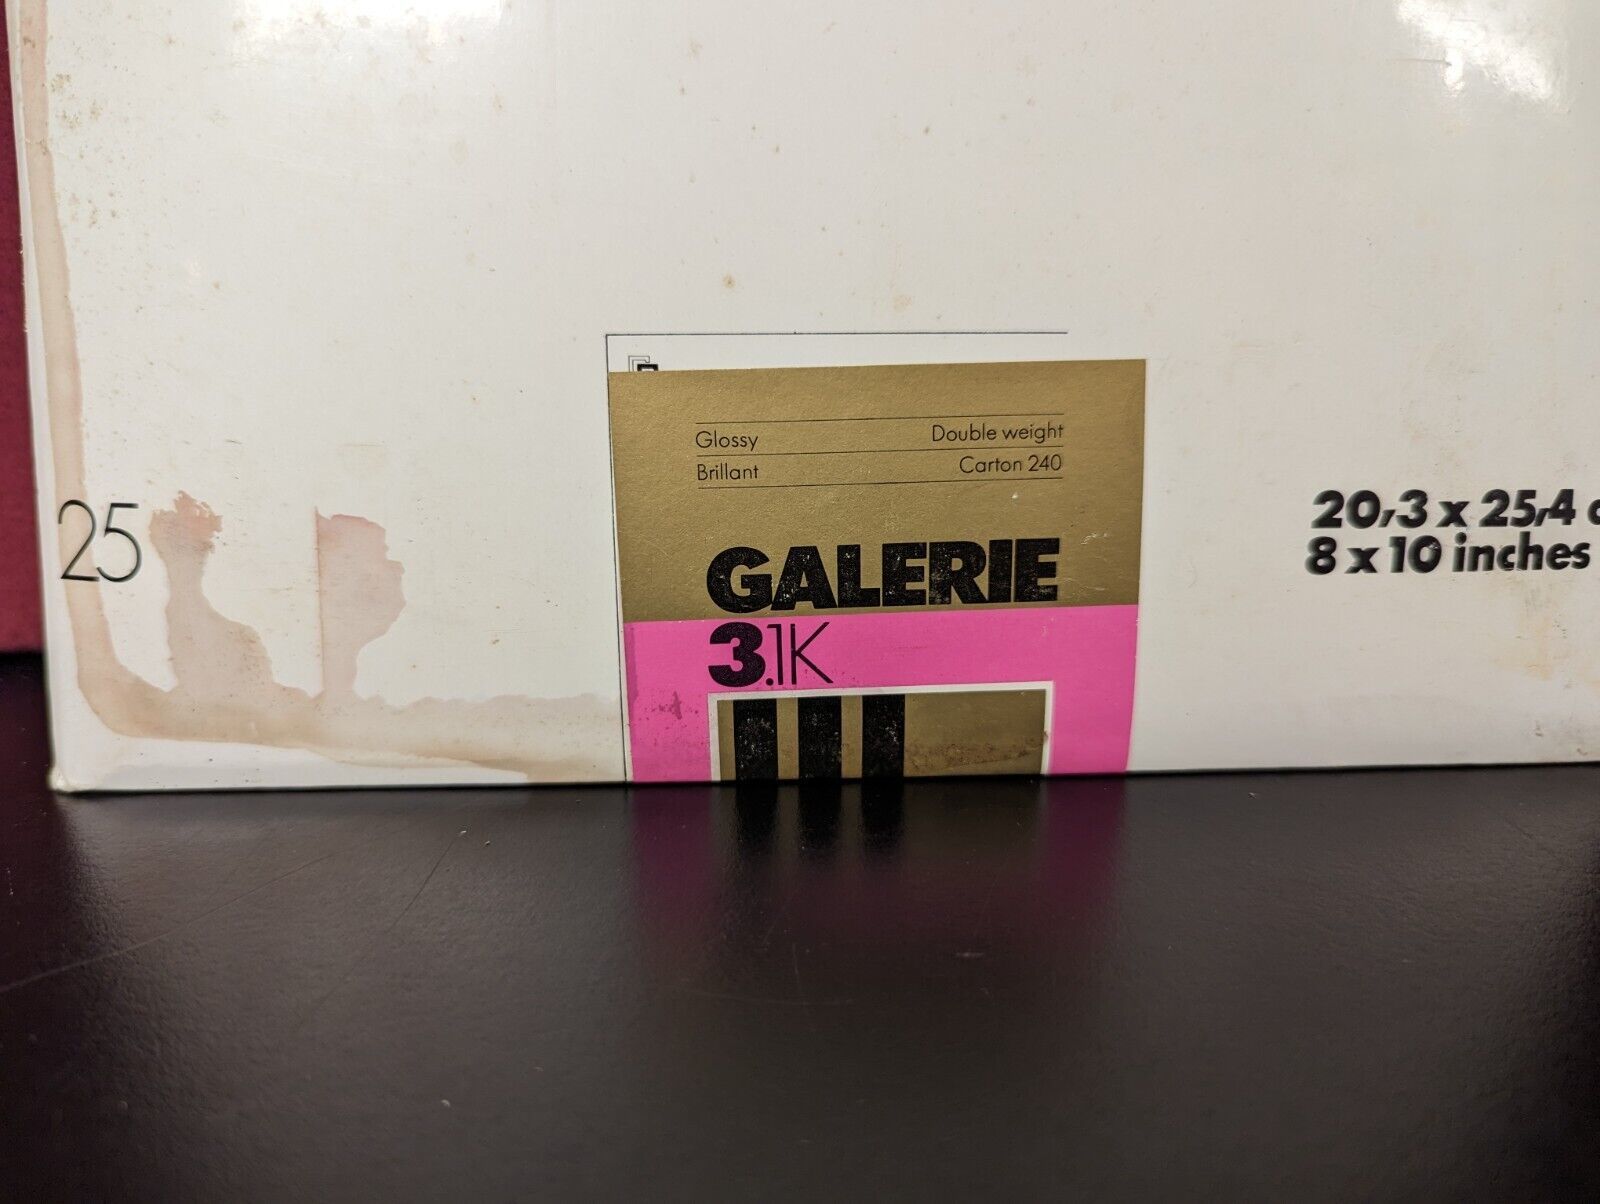 Glossy Double weight
Brillant Carton 240
GALERIE
3.1K
25
20,3 x 25,4
8 x 10 inches